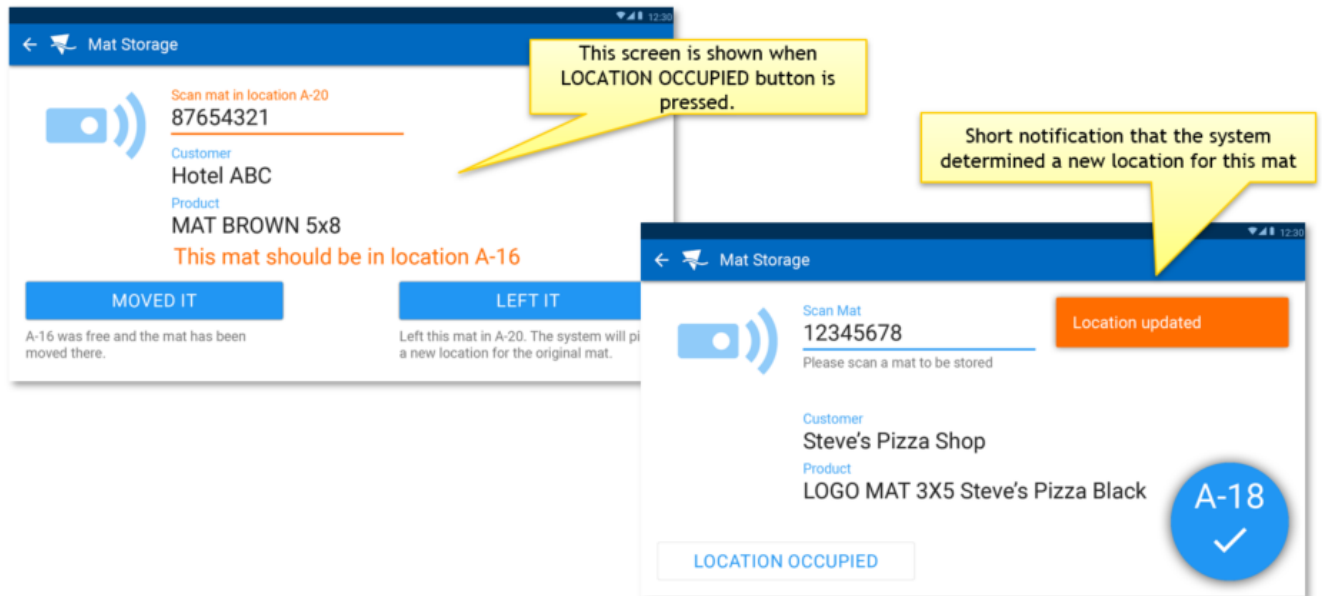 12:30
Mat Storage
This screen is shown when
LOCATION OCCUPIED button is
pressed.
Scan mat in location A-20
87654321
Customer
Hotel ABC
Product
MAT BROWN 5x8
This mat should be in location A-16
MOVED IT
LEFT IT
A-16 was free and the mat has been
moved there.
Left this mat in A-20. The system will pi
a new location for the original mat.
Short notification that the system
determined a new location for this mat
12:30
Mat Storage
Scan Mat
12345678
Please scan a mat to be stored
Location updated
Customer
Steve's Pizza Shop
Product
LOGO MAT 3X5 Steve's Pizza Black
A-18
LOCATION OCCUPIED